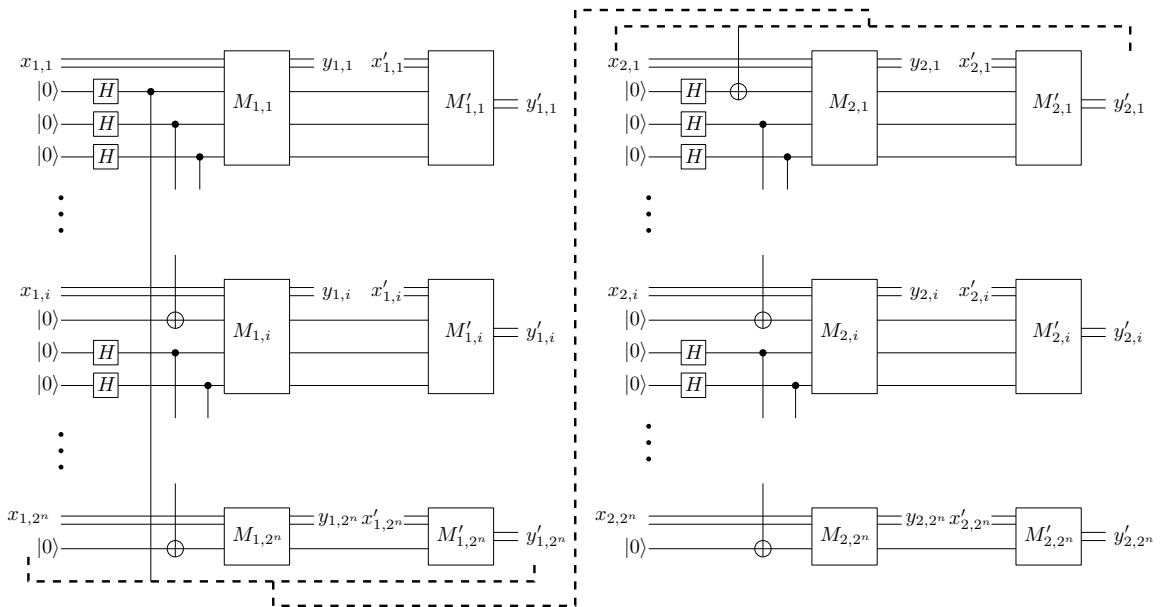 x_{1,1} y_{1,1} x'_{1,1} x_{2,1} y_{2,1} x'_{2,1}
|0⟩ H M_{1,1} M'_{1,1} y'_{1,1} |0⟩ H M_{2,1} M'_{2,1} y'_{2,1}
|0⟩ H |0⟩ H
|0⟩ H |0⟩ H
x_{1,i} y_{1,i} x'_{1,i} x_{2,i} y_{2,i} x'_{2,i}
|0⟩ M_{1,i} M'_{1,i} y'_{1,i} |0⟩ M_{2,i} M'_{2,i} y'_{2,i}
|0⟩ H |0⟩ H
|0⟩ H |0⟩ H
x_{1,2^n} y_{1,2^n} x'_{1,2^n} x_{2,2^n} y_{2,2^n} x'_{2,2^n}
|0⟩ M_{1,2^n} M'_{1,2^n} y'_{1,2^n} |0⟩ M_{2,2^n} M'_{2,2^n} y'_{2,2^n}